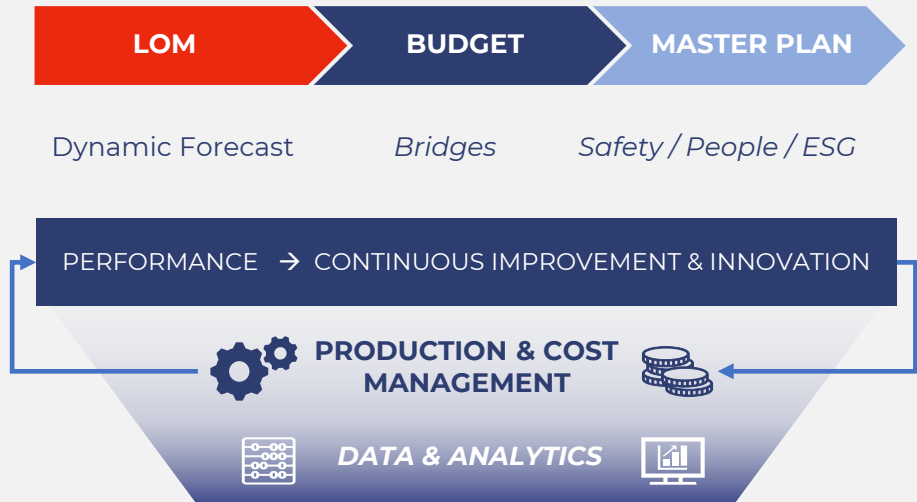 LOM
BUDGET
MASTER PLAN
Dynamic Forecast
Bridges
Safety / People / ESG
PERFORMANCE → CONTINUOUS IMPROVEMENT & INNOVATION
PRODUCTION & COST
MANAGEMENT
DATA & ANALYTICS